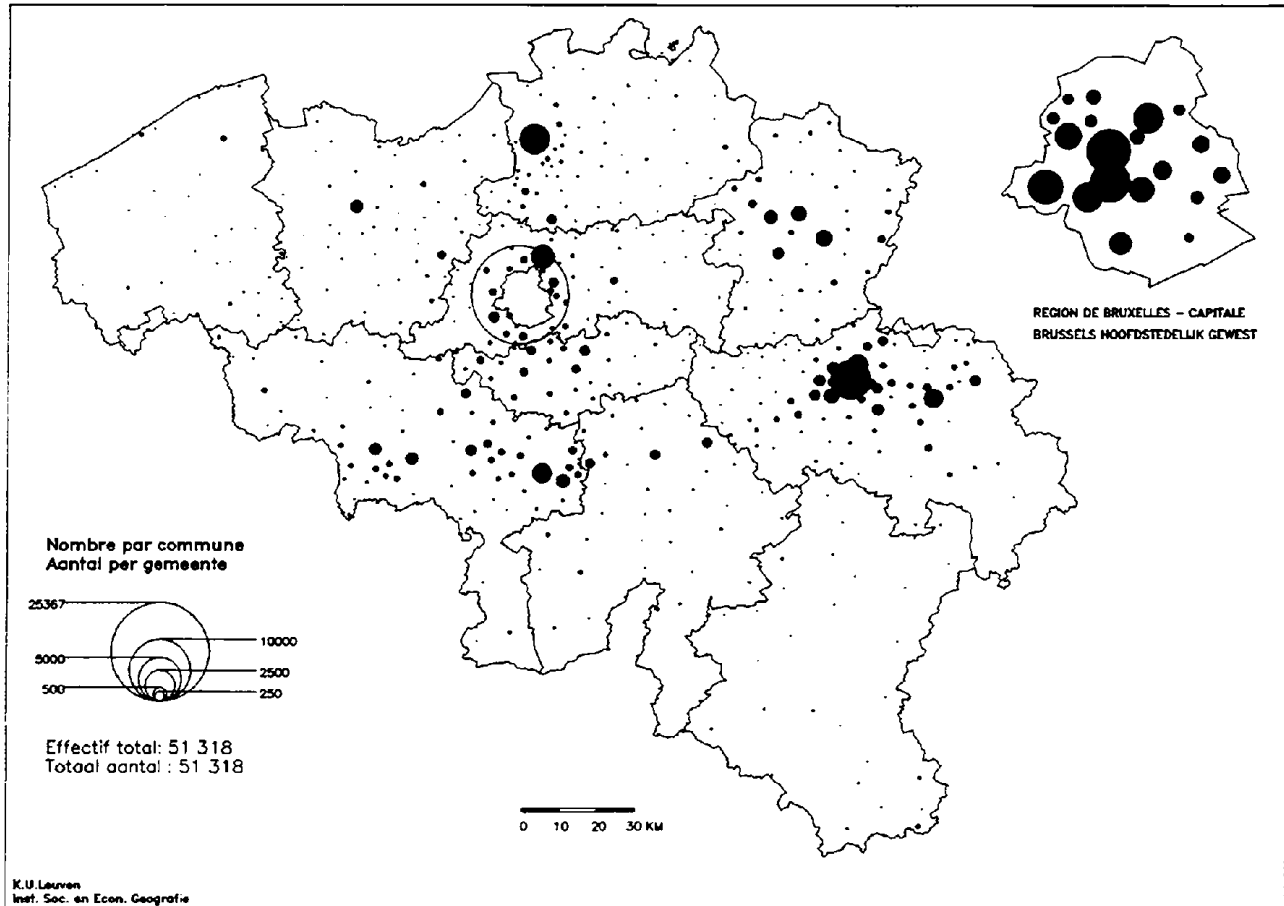 REGION DE BRUXELLES - CAPITALE
BRUSSELS HOOFDSTEDELIJK GEWEST
Nombre par commune
Aantal per gemeente
25367
10000
5000
2500
500
250
Effectif total: 51 318
Totaal aantal : 51 318
0 10 20 30 KM
K.U.Leuven
Inst. Soc. en Econ. Geografie